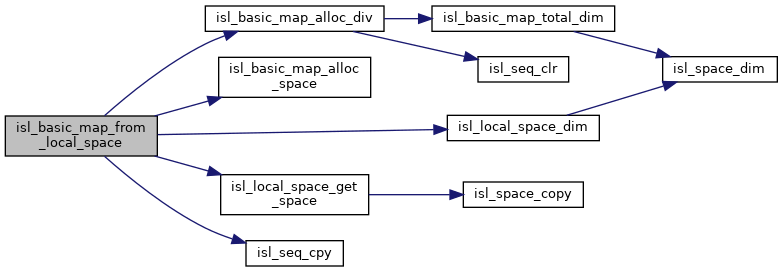 isl_basic_map_alloc_div
isl_basic_map_total_dim
isl_basic_map_alloc
_space
isl_seq_clr
isl_space_dim
isl_basic_map_from
_local_space
isl_local_space_dim
isl_local_space_get
_space
isl_space_copy
isl_seq_cpy